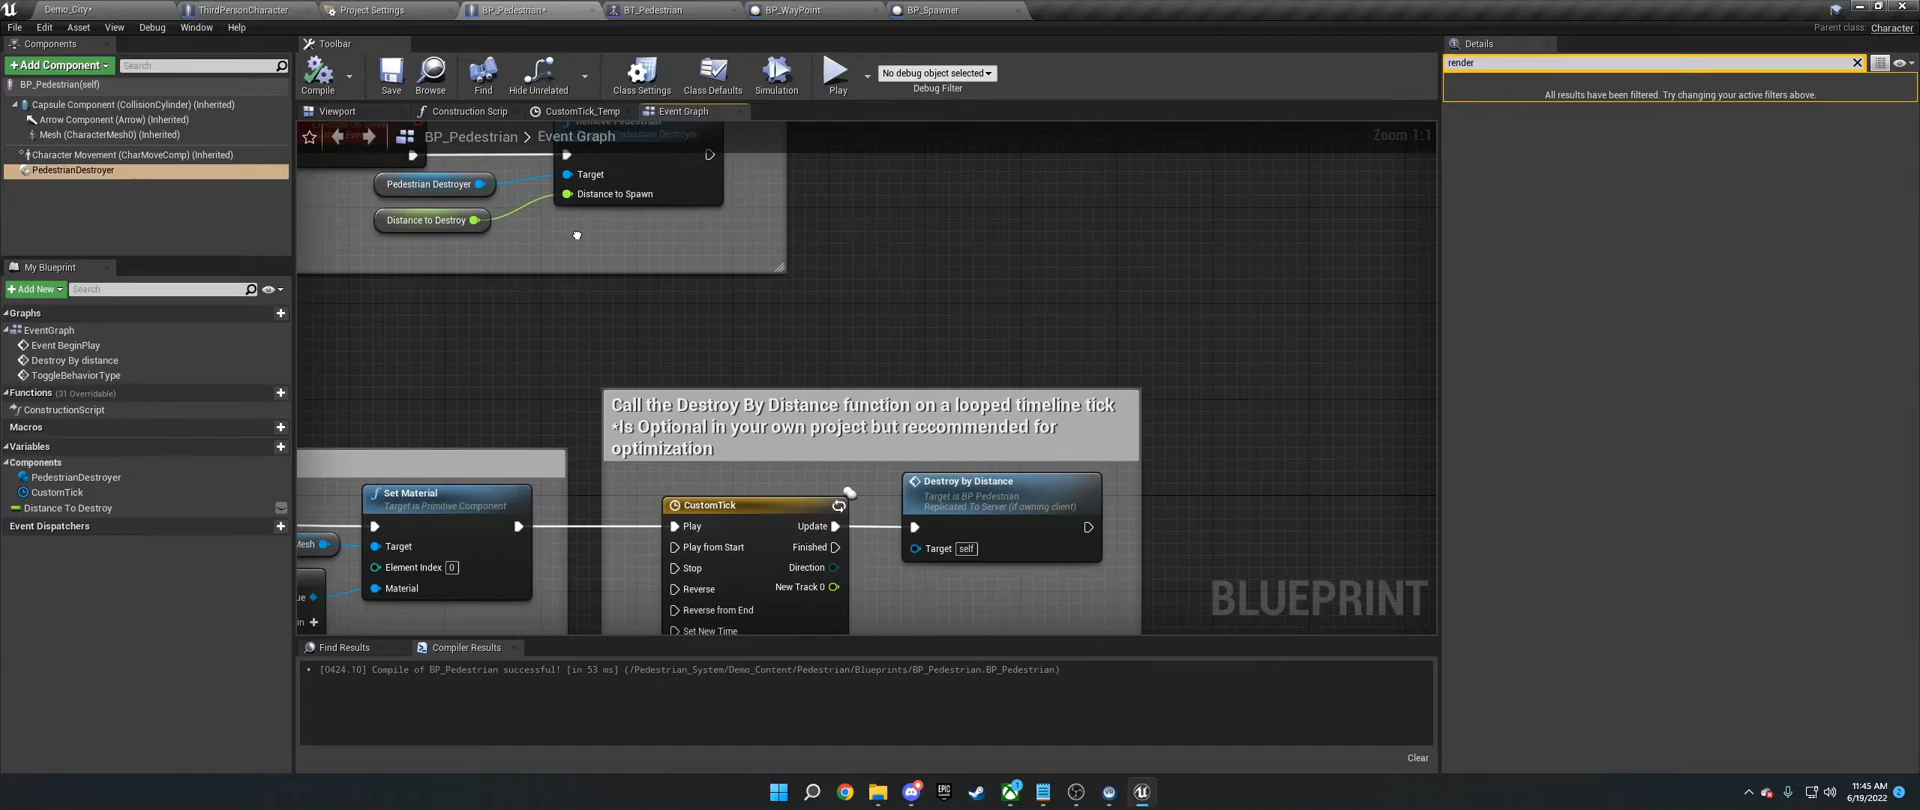 Demo_City*
ThirdPersonCharacter
Project Settings
BP_Pedestrian*
BT_Pedestrian
BP_WayPoint
BP_Spawner
File Edit Asset View Debug Window Help
Parent class: Character
Components
+Add Component
Search
BP_Pedestrian(self)
Capsule Component (CollisionCylinder) (Inherited)
Arrow Component (Arrow) (Inherited)
Mesh (CharacterMesh0) (Inherited)
Character Movement (CharMoveComp) (Inherited)
PedestrianDestroyer
My Blueprint
+Add New
Search
Graphs
EventGraph
Event BeginPlay
Destroy By distance
ToggleBehaviorType
Functions (31 Overridable)
ConstructionScript
Macros
Variables
Components
PedestrianDestroyer
CustomTick
Distance To Destroy
Event Dispatchers
Toolbar
Compile
Save
Browse
Find
Hide Unrelated
Class Settings
Class Defaults
Simulation
Play
No debug object selected
Debug Filter
Viewport
Construction Scrip
CustomTick_Temp
Event Graph
BP_Pedestrian > Event Graph
Zoom 1:1
Pedestrian Destroyer
Distance to Destroy
Target
Distance to Spawn
Call the Destroy By Distance function on a looped timeline tick
*Is Optional in your own project but reccommended for
optimization
Set Material
Target is Primitive Component
Mesh
Target
Element Index 0
Material
CustomTick
Play
Update
Play from Start
Finished
Stop
Direction
Reverse
New Track 0
Reverse from End
Set New Time
Destroy by Distance
Target is BP Pedestrian
Replicated To Server (if owning client)
Target self
BLUEPRINT
Find Results
Compiler Results
[0424.10] Compile of BP_Pedestrian successful! [in 53 ms] (/Pedestrian_System/Demo_Content/Pedestrian/Blueprints/BP_Pedestrian.BP_Pedestrian)
Clear
Details
render
All results have been filtered. Try changing your active filters above.
EPIC
11:45 AM
6/19/2022